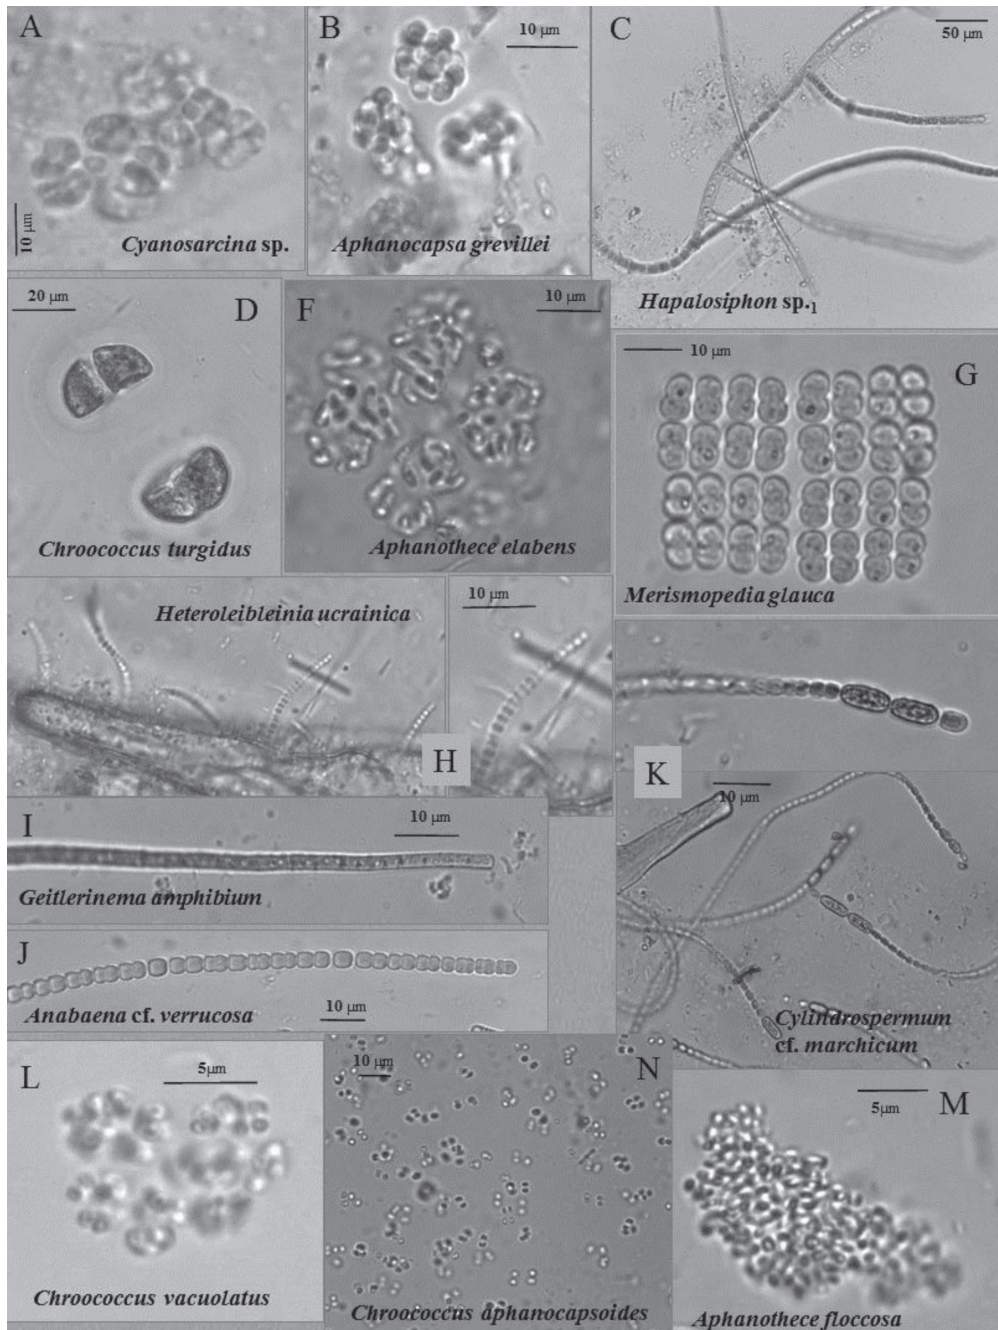 A
10 µm
Cyanosarcina sp.
B
10 µm
Aphanocapsa grevillei
C
50 µm
Hapalosiphon sp.1
20 µm
D
Chroococcus turgidus
F
10 µm
Aphanothece elabens
10 µm
G
Merismopedia glauca
Heteroleibleinia ucrainica
10 µm
H
K
10 µm
Cylindrospermum
cf. marchicum
I
10 µm
Geitlerinema amphibium
J
Anabaena cf. verrucosa
10 µm
L
5µm
Chroococcus vacuolatus
10 µm
N
Chroococcus aphanocapsoides
5µm
M
Aphanothece floccosa